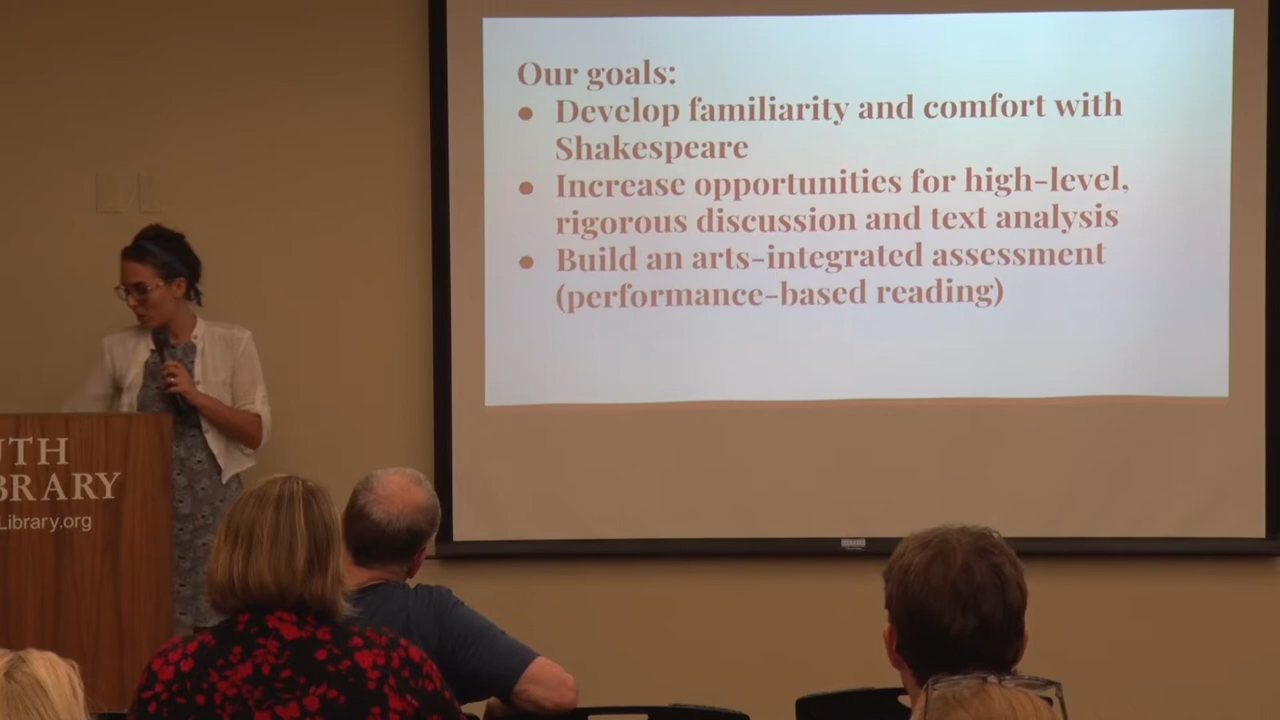 Our goals:
● Develop familiarity and comfort with
Shakespeare
● Increase opportunities for high-level,
rigorous discussion and text analysis
● Build an arts-integrated assessment
(performance-based reading)
UTH
BRARY
Library.org